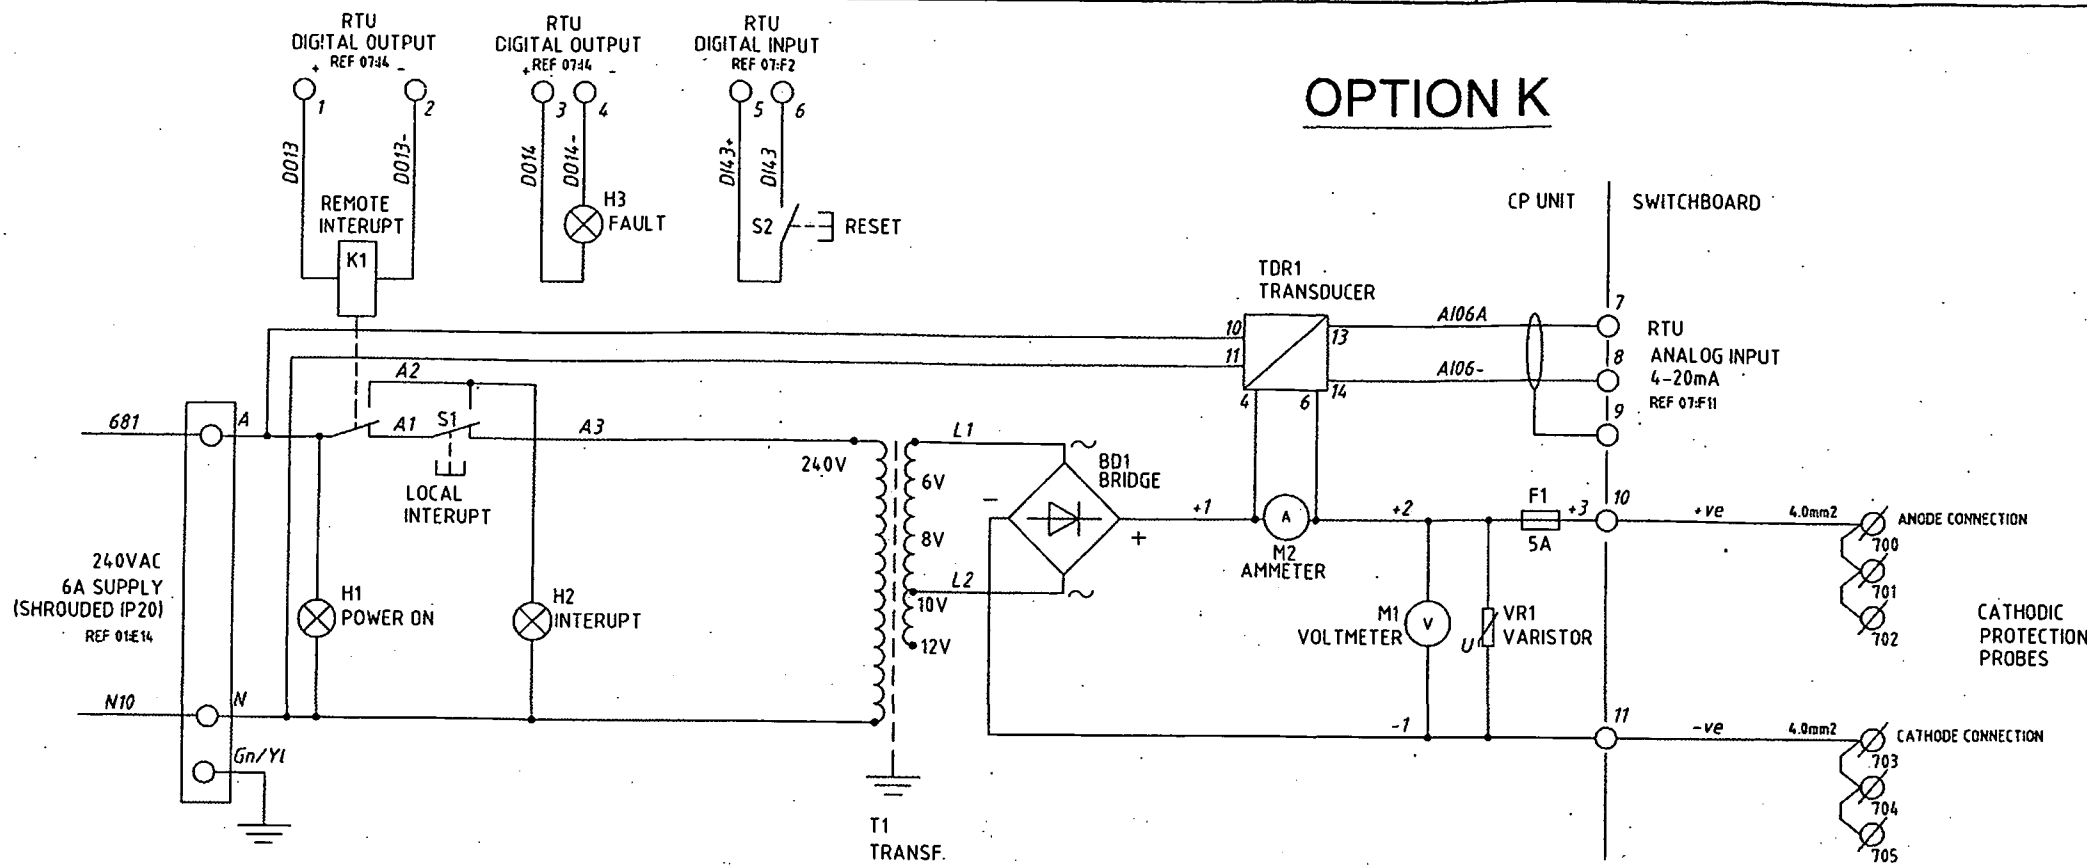 RTU
DIGITAL OUTPUT
REF 07:14
+ -
1 2
DO13
DO13-
REMOTE
INTERUPT
K1
RTU
DIGITAL OUTPUT
REF 07:14
+ -
3 4
DO14
DO14-
H3
FAULT
RTU
DIGITAL INPUT
REF 07:F2
5 6
DI43+
DI43
S2
RESET
OPTION K
CP UNIT
SWITCHBOARD
TDR1
TRANSDUCER
10
11
13
14
4
6
AI06A
AI06-
7
8
9
RTU
ANALOG INPUT
4-20mA
REF 07:F11
681
A
A2
A1
S1
A3
LOCAL
INTERUPT
240VAC
6A SUPPLY
(SHROUDED IP20)
REF 01:E14
H1
POWER ON
H2
INTERUPT
N10
N
Gn/Yl
240V
6V
8V
10V
12V
L1
L2
T1
TRANSF.
BD1
BRIDGE
~
~
-
+
+1
A
M2
AMMETER
+2
F1
5A
+3
10
+ve
4.0mm2
ANODE CONNECTION
700
701
702
M1
VOLTMETER
V
U
VR1
VARISTOR
CATHODIC
PROTECTION
PROBES
-1
11
-ve
4.0mm2
CATHODE CONNECTION
703
704
705